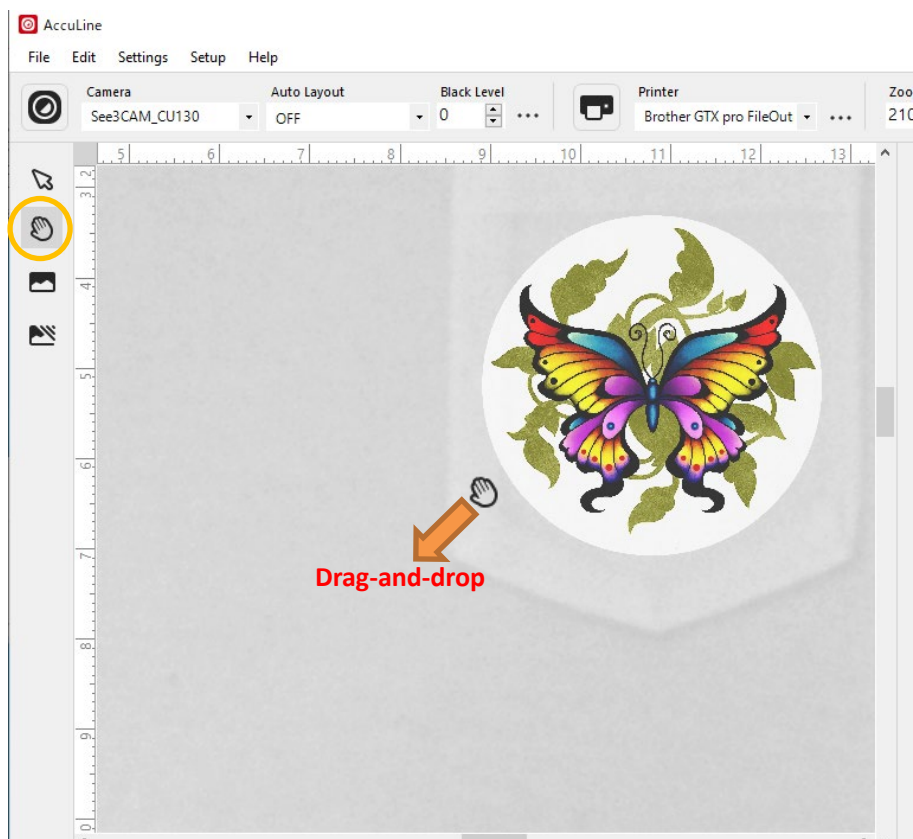 AccuLine
File Edit Settings Setup Help
Camera Auto Layout Black Level Printer Zoo
See3CAM_CU130 OFF 0 ... Brother GTX pro FileOut ... 210
5 6 7 8 9 10 11 12 13
2
3
4
5
6
7
8
9
0
Drag-and-drop